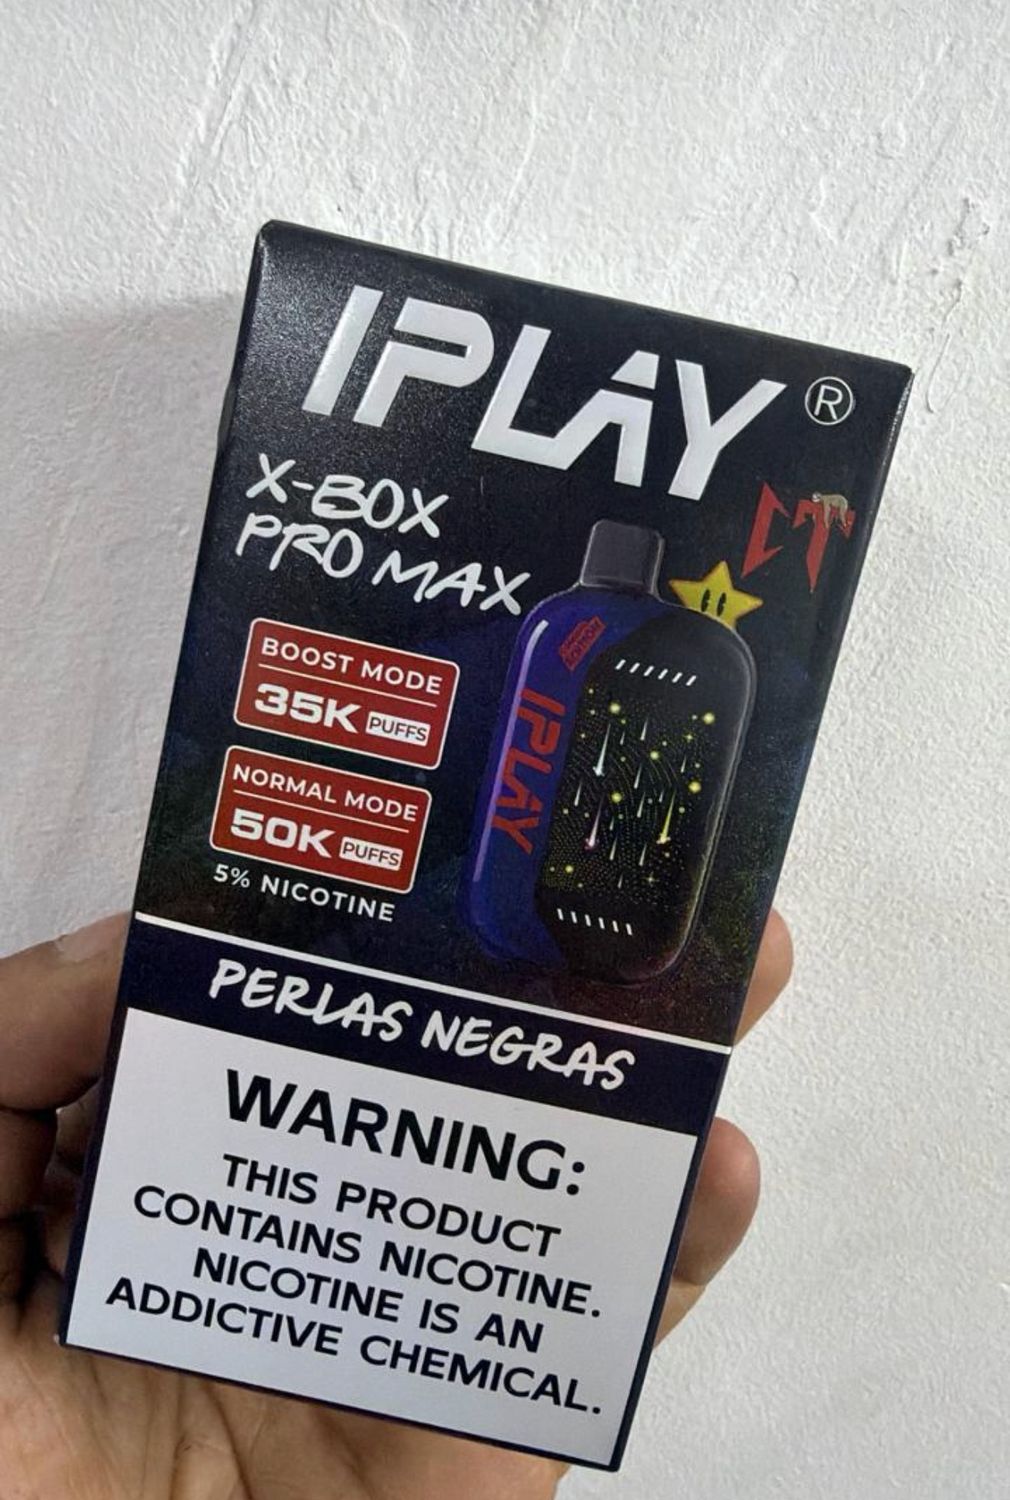 IPLAY®
X-BOX
PRO MAX
CT
BOOST MODE
35K PUFFS
NORMAL MODE
50K PUFFS
5% NICOTINE
IPLAY
PERLAS NEGRAS
WARNING:
THIS PRODUCT
CONTAINS NICOTINE.
NICOTINE IS AN
ADDICTIVE CHEMICAL.